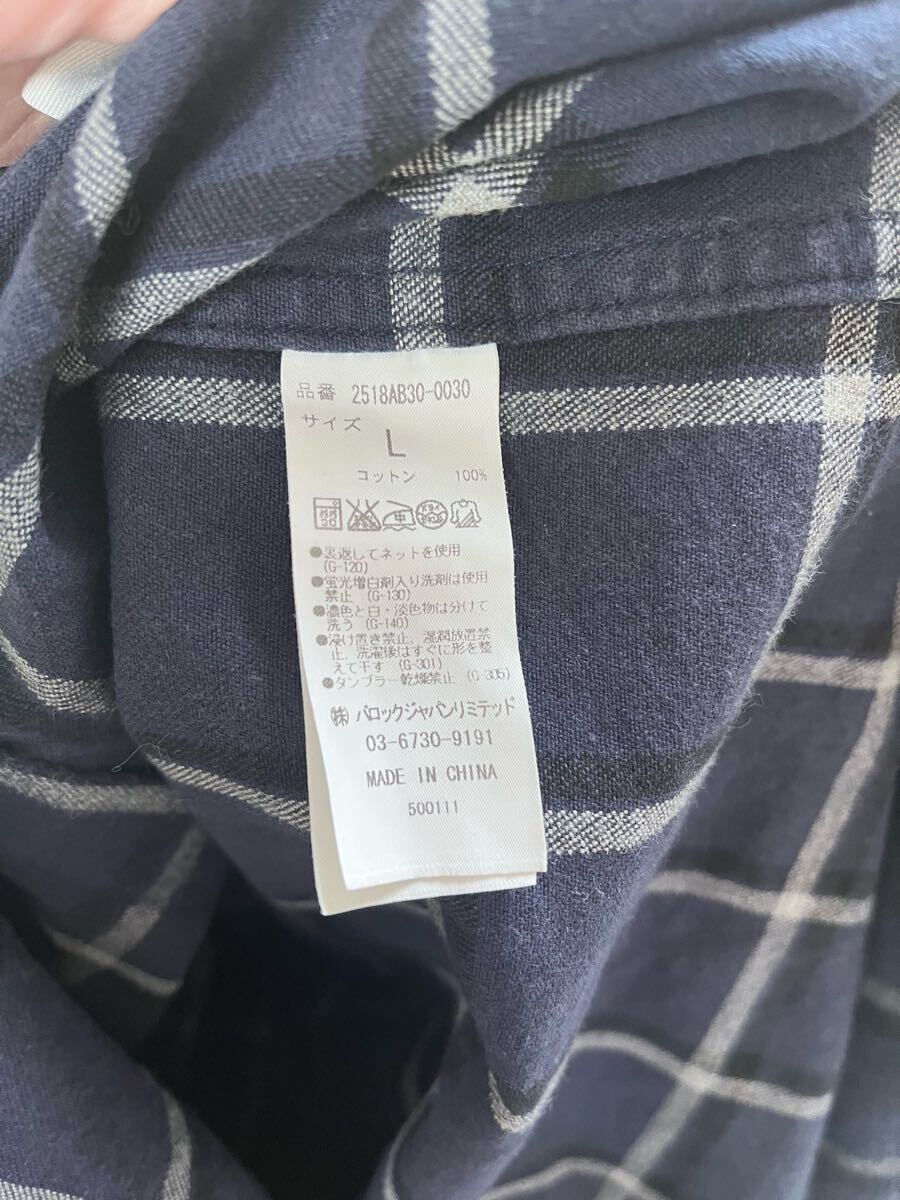 品番 2518AB30-0030
サイズ
L
コットン 100%
中
●裏返してネットを使用
(G-120)
●蛍光増白剤入り洗剤は使用
禁止 (G-130)
●濃色と白・淡色物は分けて
洗う (G-140)
●浸け置き禁止、湿潤放置禁
止、洗濯後はすぐに形を整
えて干す (G-301)
●タンブラー乾燥禁止 (G-305)
㈱ バロックジャパンリミテッド
03-6730-9191
MADE IN CHINA
500111